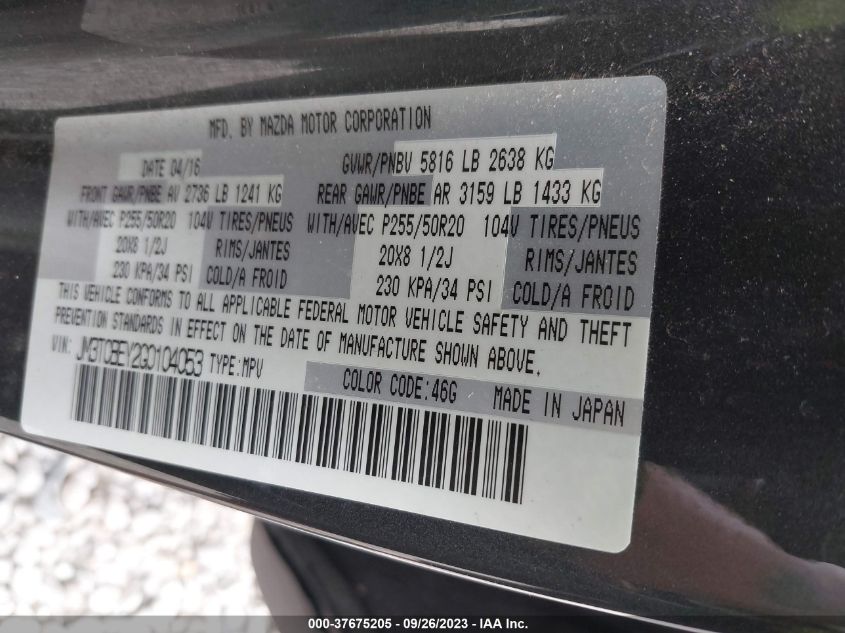 MFD. BY MAZDA MOTOR CORPORATION
DATE 04/16 GVWR/PNBV 5816 LB 2638 KG
FRONT GAWR/PNBE AV 2736 LB 1241 KG REAR GAWR/PNBE AR 3159 LB 1433 KG
WITH/AVEC P255/50R20 104V TIRES/PNEUS WITH/AVEC P255/50R20 104V TIRES/PNEUS
20X8 1/2J RIMS/JANTES 20X8 1/2J RIMS/JANTES
230 KPA/34 PSI COLD/A FROID 230 KPA/34 PSI COLD/A FROID
THIS VEHICLE CONFORMS TO ALL APPLICABLE FEDERAL MOTOR VEHICLE SAFETY AND THEFT
PREVENTION STANDARDS IN EFFECT ON THE DATE OF MANUFACTURE SHOWN ABOVE.
VIN: JM3TCBEY2G0104053 TYPE:MPV
COLOR CODE:46G MADE IN JAPAN
000-37675205 - 09/26/2023 - IAA Inc.